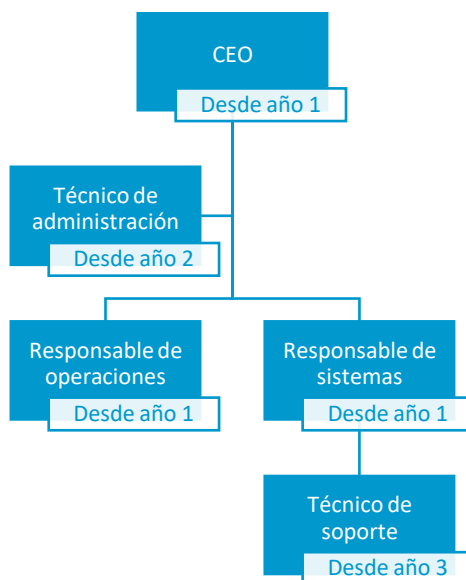 CEO
Desde año 1
Técnico de
administración
Desde año 2
Responsable de
operaciones
Desde año 1
Responsable de
sistemas
Desde año 1
Técnico de
soporte
Desde año 3